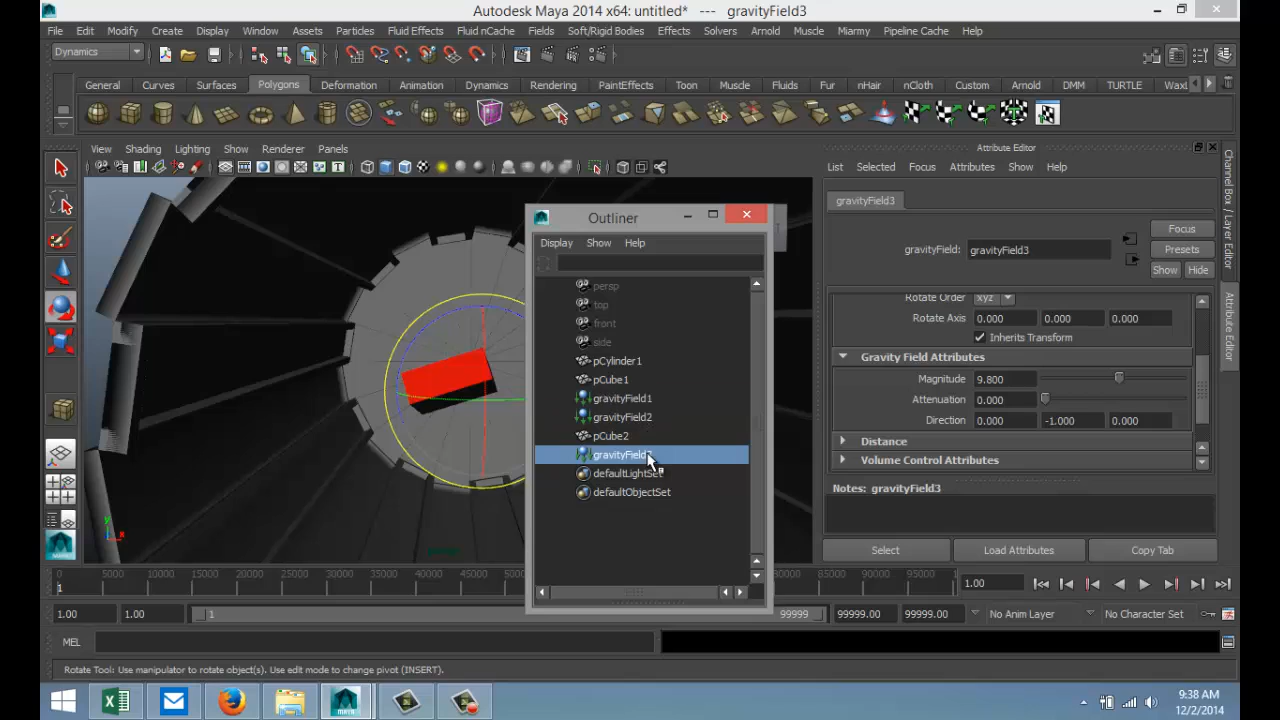 Autodesk Maya 2014 x64: untitled* --- gravityField3
File Edit Modify Create Display Window Assets Particles Fluid Effects Fluid nCache Fields Soft/Rigid Bodies Effects Solvers Arnold Muscle Miarmy Pipeline Cache Help
Dynamics
General Curves Surfaces Polygons Deformation Animation Dynamics Rendering PaintEffects Toon Muscle Fluids Fur nHair nCloth Custom Arnold DMM TURTLE
View Shading Lighting Show Renderer Panels
Attribute Editor
List Selected Focus Attributes Show Help
gravityField3
gravityField: gravityField3
Focus
Presets
Show Hide
Rotate Order xyz
Rotate Axis 0.000 0.000 0.000
Inherits Transform
Gravity Field Attributes
Magnitude 9.800
Attenuation 0.000
Direction 0.000 -1.000 0.000
Distance
Volume Control Attributes
Notes: gravityField3
Select Load Attributes Copy Tab
Channel Box / Layer Editor
Attribute Editor
Outliner
Display Show Help
persp
top
front
side
pCylinder1
pCube1
gravityField1
gravityField2
pCube2
gravityField3
defaultLightSet
defaultObjectSet
y
x
0 5000 10000 15000 20000 25000 30000 35000 40000 45000 80000 85000 90000 95000
1
1.00
1.00 1.00 1 99999 99999.00 99999.00 No Anim Layer No Character Set
MEL
Rotate Tool: Use manipulator to rotate object(s). Use edit mode to change pivot (INSERT).
9:38 AM
12/2/2014